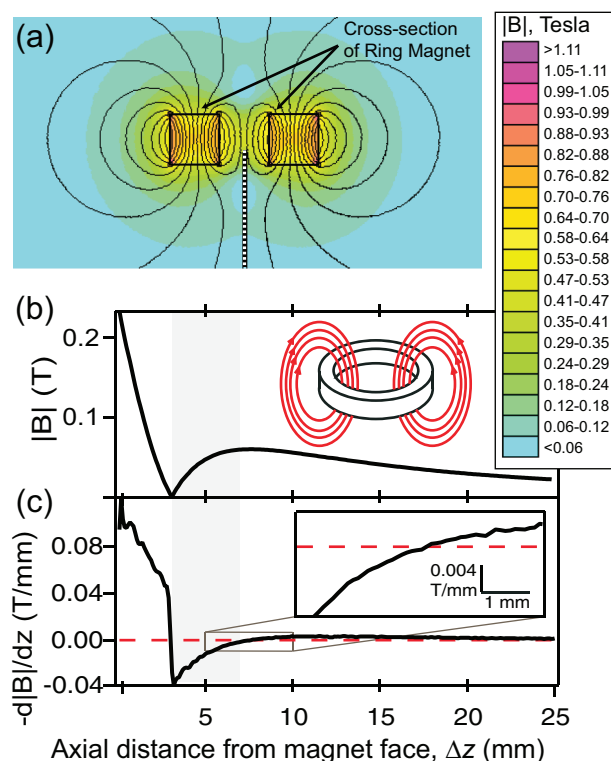 (a)
Cross-section
of Ring Magnet
|B|, Tesla
>1.11
1.05-1.11
0.99-1.05
0.93-0.99
0.88-0.93
0.82-0.88
0.76-0.82
0.70-0.76
0.64-0.70
0.58-0.64
0.53-0.58
0.47-0.53
0.41-0.47
0.35-0.41
0.29-0.35
0.24-0.29
0.18-0.24
0.12-0.18
0.06-0.12
<0.06
(b)
0.2
0.1
|B| (T)
(c)
0.08
0.04
0.00
-0.04
-d|B|/dz (T/mm)
0.004
T/mm
1 mm
5
10
15
20
25
Axial distance from magnet face, Δz (mm)